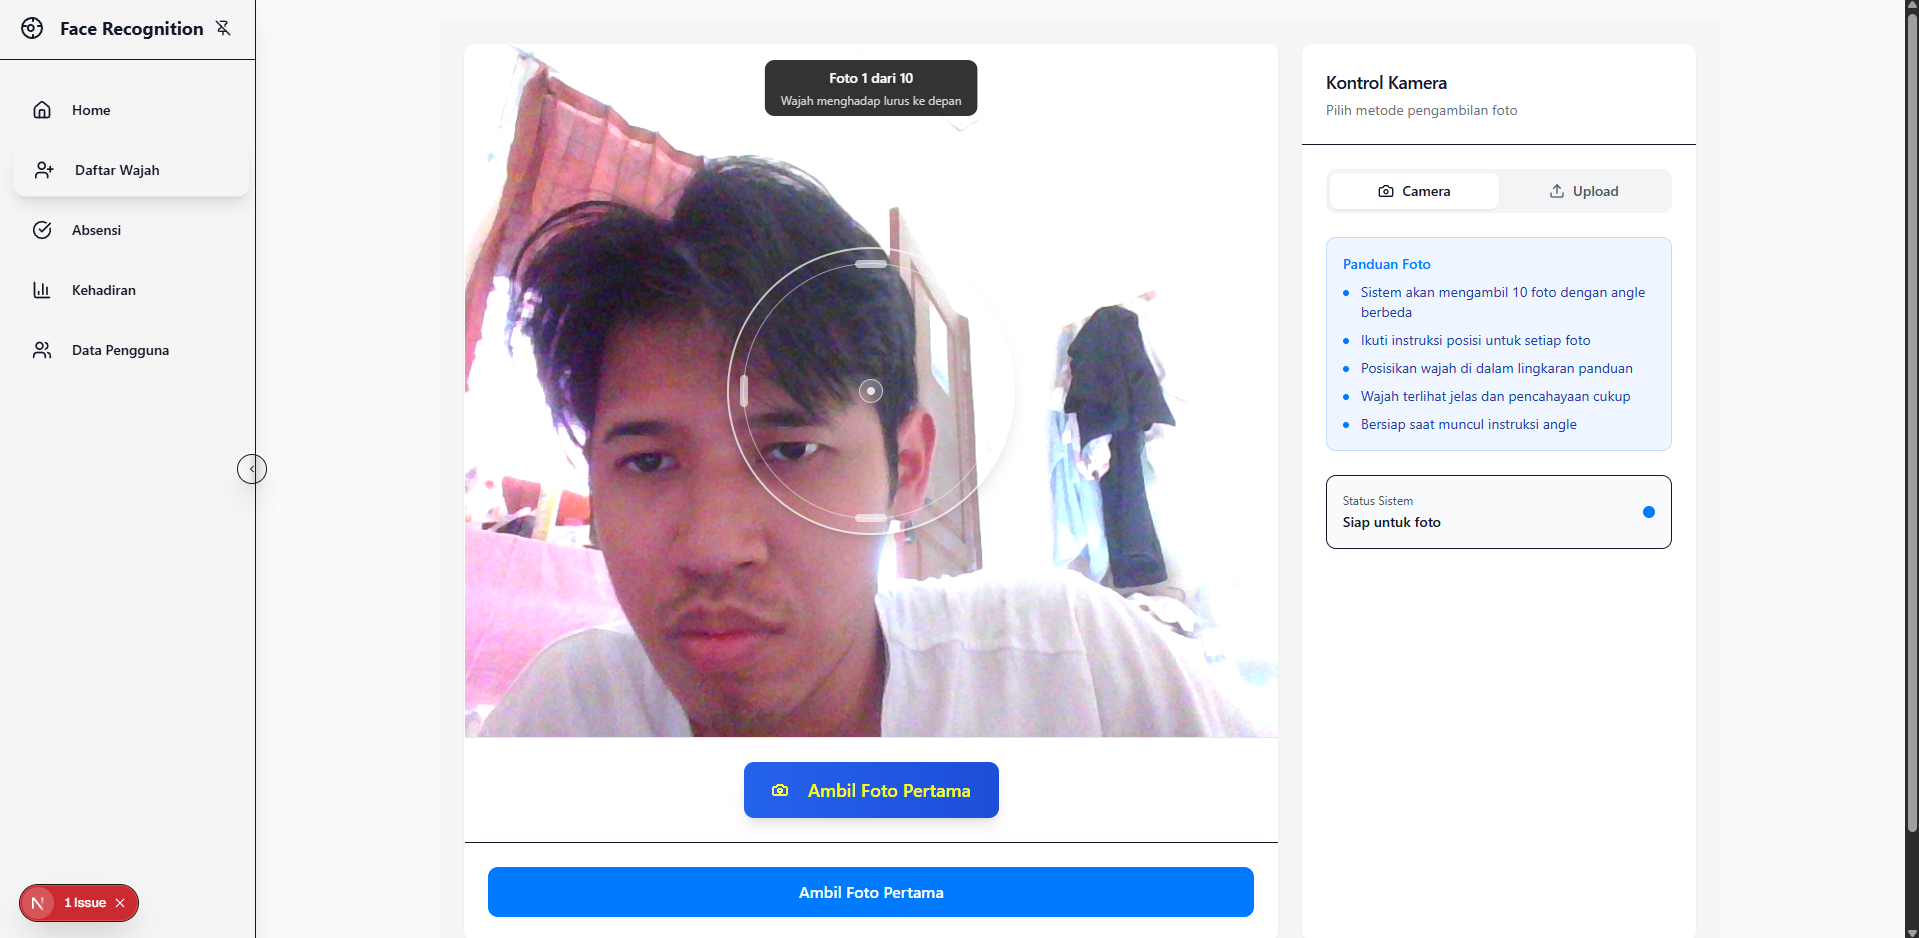 Face Recognition
Home
Daftar Wajah
Absensi
Kehadiran
Data Pengguna
N 1 Issue
Foto 1 dari 10
Wajah menghadap lurus ke depan
Ambil Foto Pertama
Ambil Foto Pertama
Kontrol Kamera
Pilih metode pengambilan foto
Camera
Upload
Panduan Foto
Sistem akan mengambil 10 foto dengan angle
berbeda
Ikuti instruksi posisi untuk setiap foto
Posisikan wajah di dalam lingkaran panduan
Wajah terlihat jelas dan pencahayaan cukup
Bersiap saat muncul instruksi angle
Status Sistem
Siap untuk foto